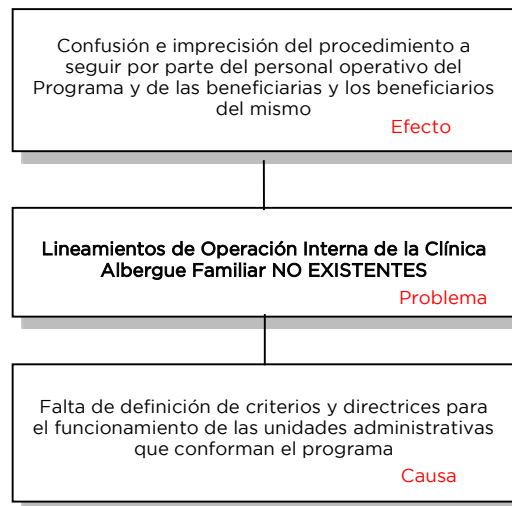 Confusión e imprecisión del procedimiento a
seguir por parte del personal operativo del
Programa y de las beneficiarias y los beneficiarios
del mismo
Efecto
Lineamientos de Operación Interna de la Clínica
Albergue Familiar NO EXISTENTES
Problema
Falta de definición de criterios y directrices para
el funcionamiento de las unidades administrativas
que conforman el programa
Causa